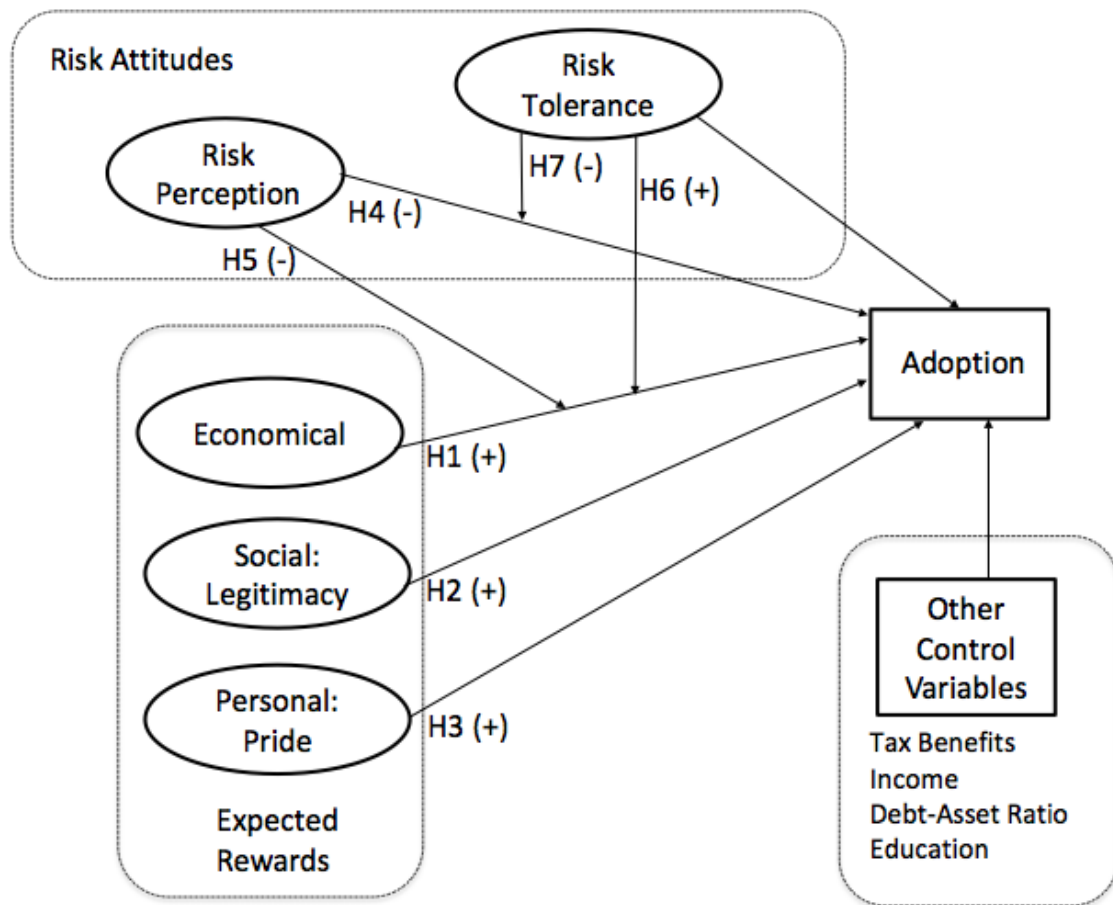 Risk Attitudes
Risk
Tolerance
Risk
Perception
H7 (-)
H6 (+)
H4 (-)
H5 (-)
Adoption
Economical
H1 (+)
Social:
Legitimacy
H2 (+)
Personal:
Pride
H3 (+)
Expected
Rewards
Other
Control
Variables
Tax Benefits
Income
Debt-Asset Ratio
Education